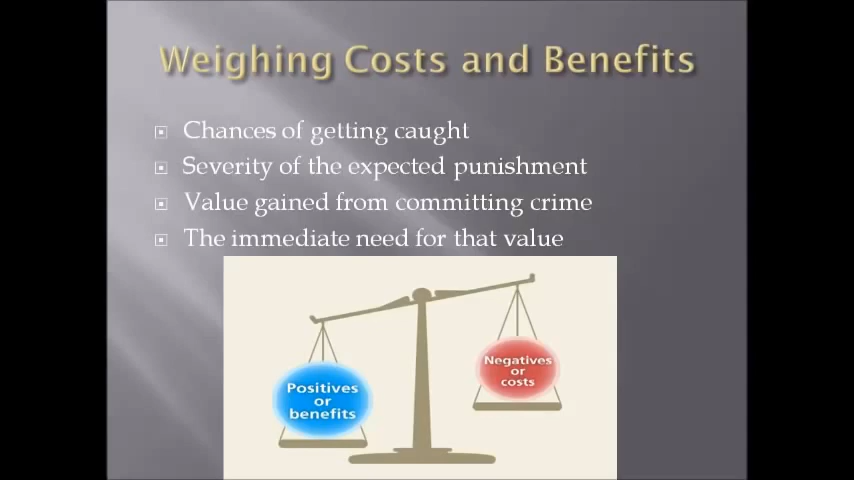 Weighing Costs and Benefits
Chances of getting caught
Severity of the expected punishment
Value gained from committing crime
The immediate need for that value
Positives
or
benefits
Negatives
or
costs